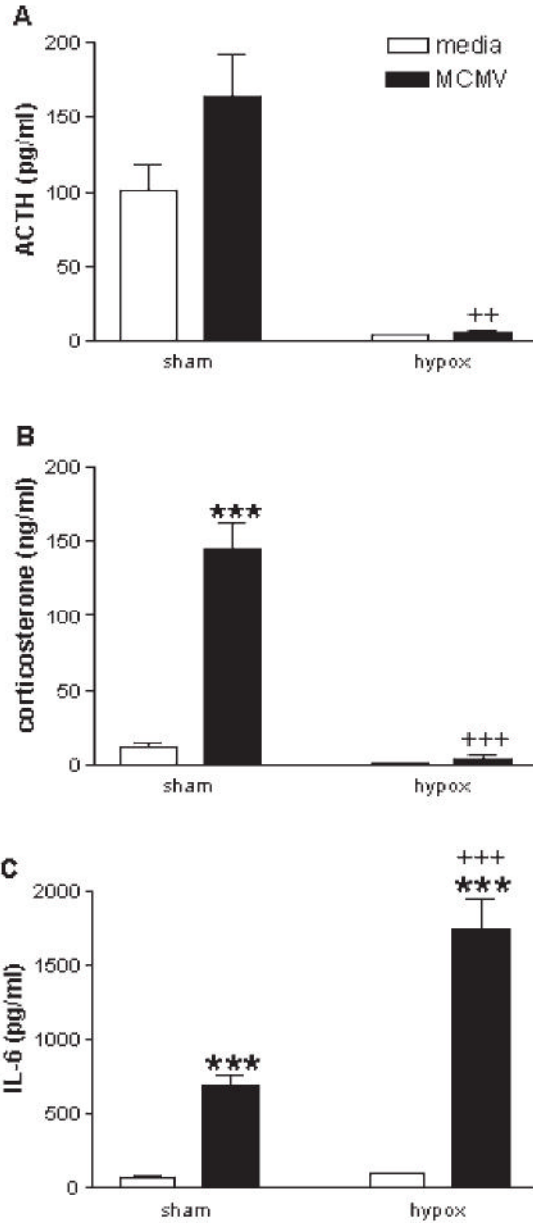 A
200
150
100
50
0
ACTH (pg/ml)
media
MCMV
++
sham hypox
B
200
150
100
50
0
corticosterone (ng/ml)
***
+++
sham hypox
C
2000
1500
1000
500
0
IL-6 (pg/ml)
***
+++
***
sham hypox